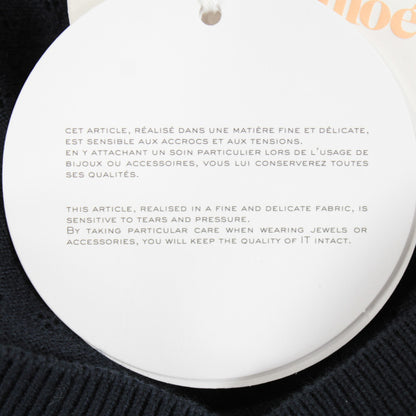 hloé
CET ARTICLE, RÉALISÉ DANS UNE MATIÈRE FINE ET DÉLICATE,
EST SENSIBLE AUX ACCROCS ET AUX TENSIONS.
EN Y ATTACHANT UN SOIN PARTICULIER LORS DE L'USAGE DE
BIJOUX OU ACCESSOIRES, VOUS LUI CONSERVEREZ TOUTES
SES QUALITÉS.
THIS ARTICLE, REALISED IN A FINE AND DELICATE FABRIC, IS
SENSITIVE TO TEARS AND PRESSURE.
BY TAKING PARTICULAR CARE WHEN WEARING JEWELS OR
ACCESSORIES, YOU WILL KEEP THE QUALITY OF IT INTACT.